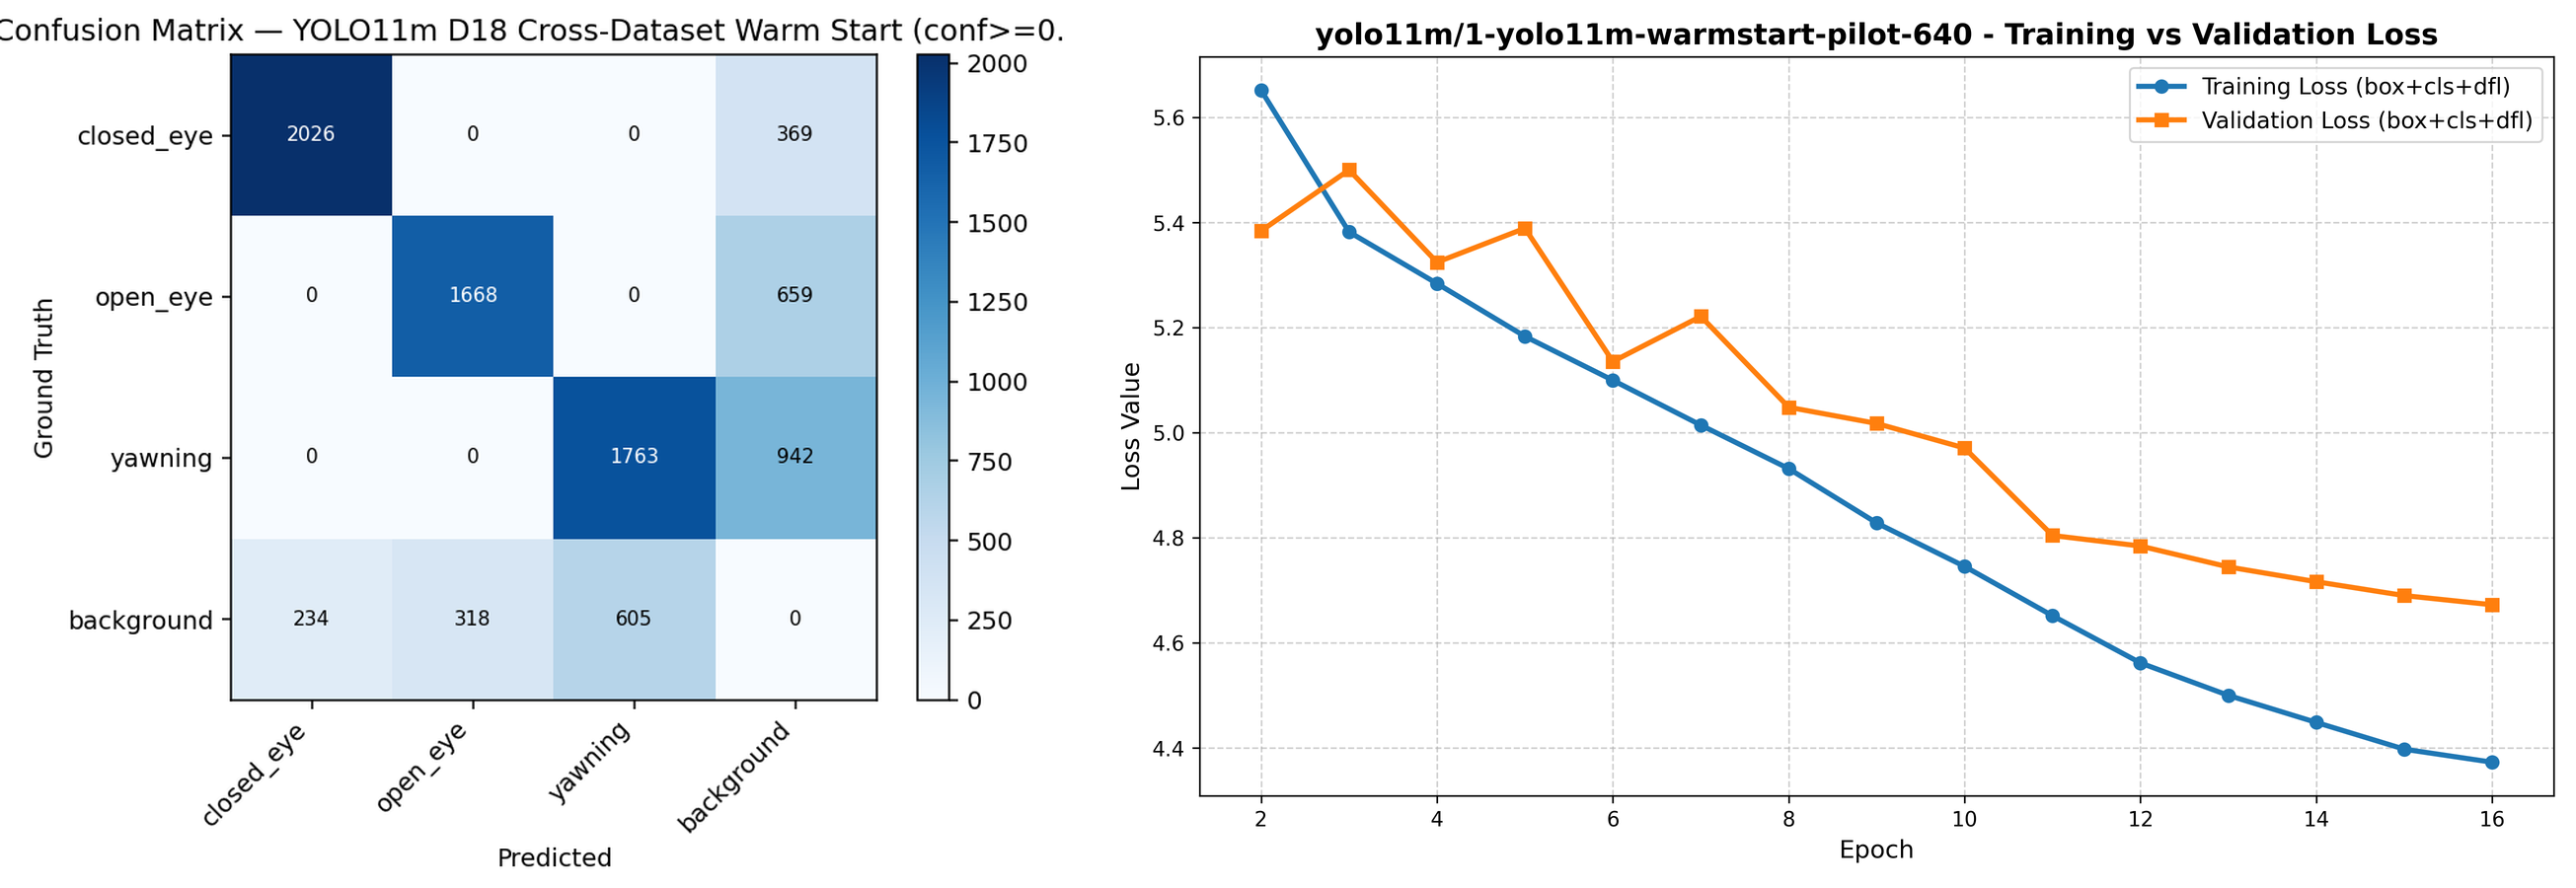 Confusion Matrix — YOLO11m D18 Cross-Dataset Warm Start (conf>=0.
Ground Truth
closed_eye 2026 0 0 369
open_eye 0 1668 0 659
yawning 0 0 1763 942
background 234 318 605 0
closed_eye open_eye yawning background
Predicted
2000
1750
1500
1250
1000
750
500
250
0
yolo11m/1-yolo11m-warmstart-pilot-640 - Training vs Validation Loss
Training Loss (box+cls+dfl)
Validation Loss (box+cls+dfl)
Loss Value
5.6
5.4
5.2
5.0
4.8
4.6
4.4
2 4 6 8 10 12 14 16
Epoch